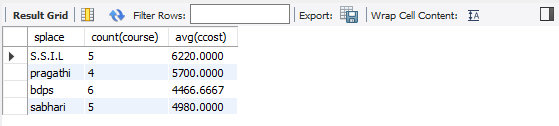 Result Grid Filter Rows: Export: Wrap Cell Content:
splace count(course) avg(ccost)
S.S.I.L 5 6220.0000
pragathi 4 5700.0000
bdps 6 4466.6667
sabhari 5 4980.0000